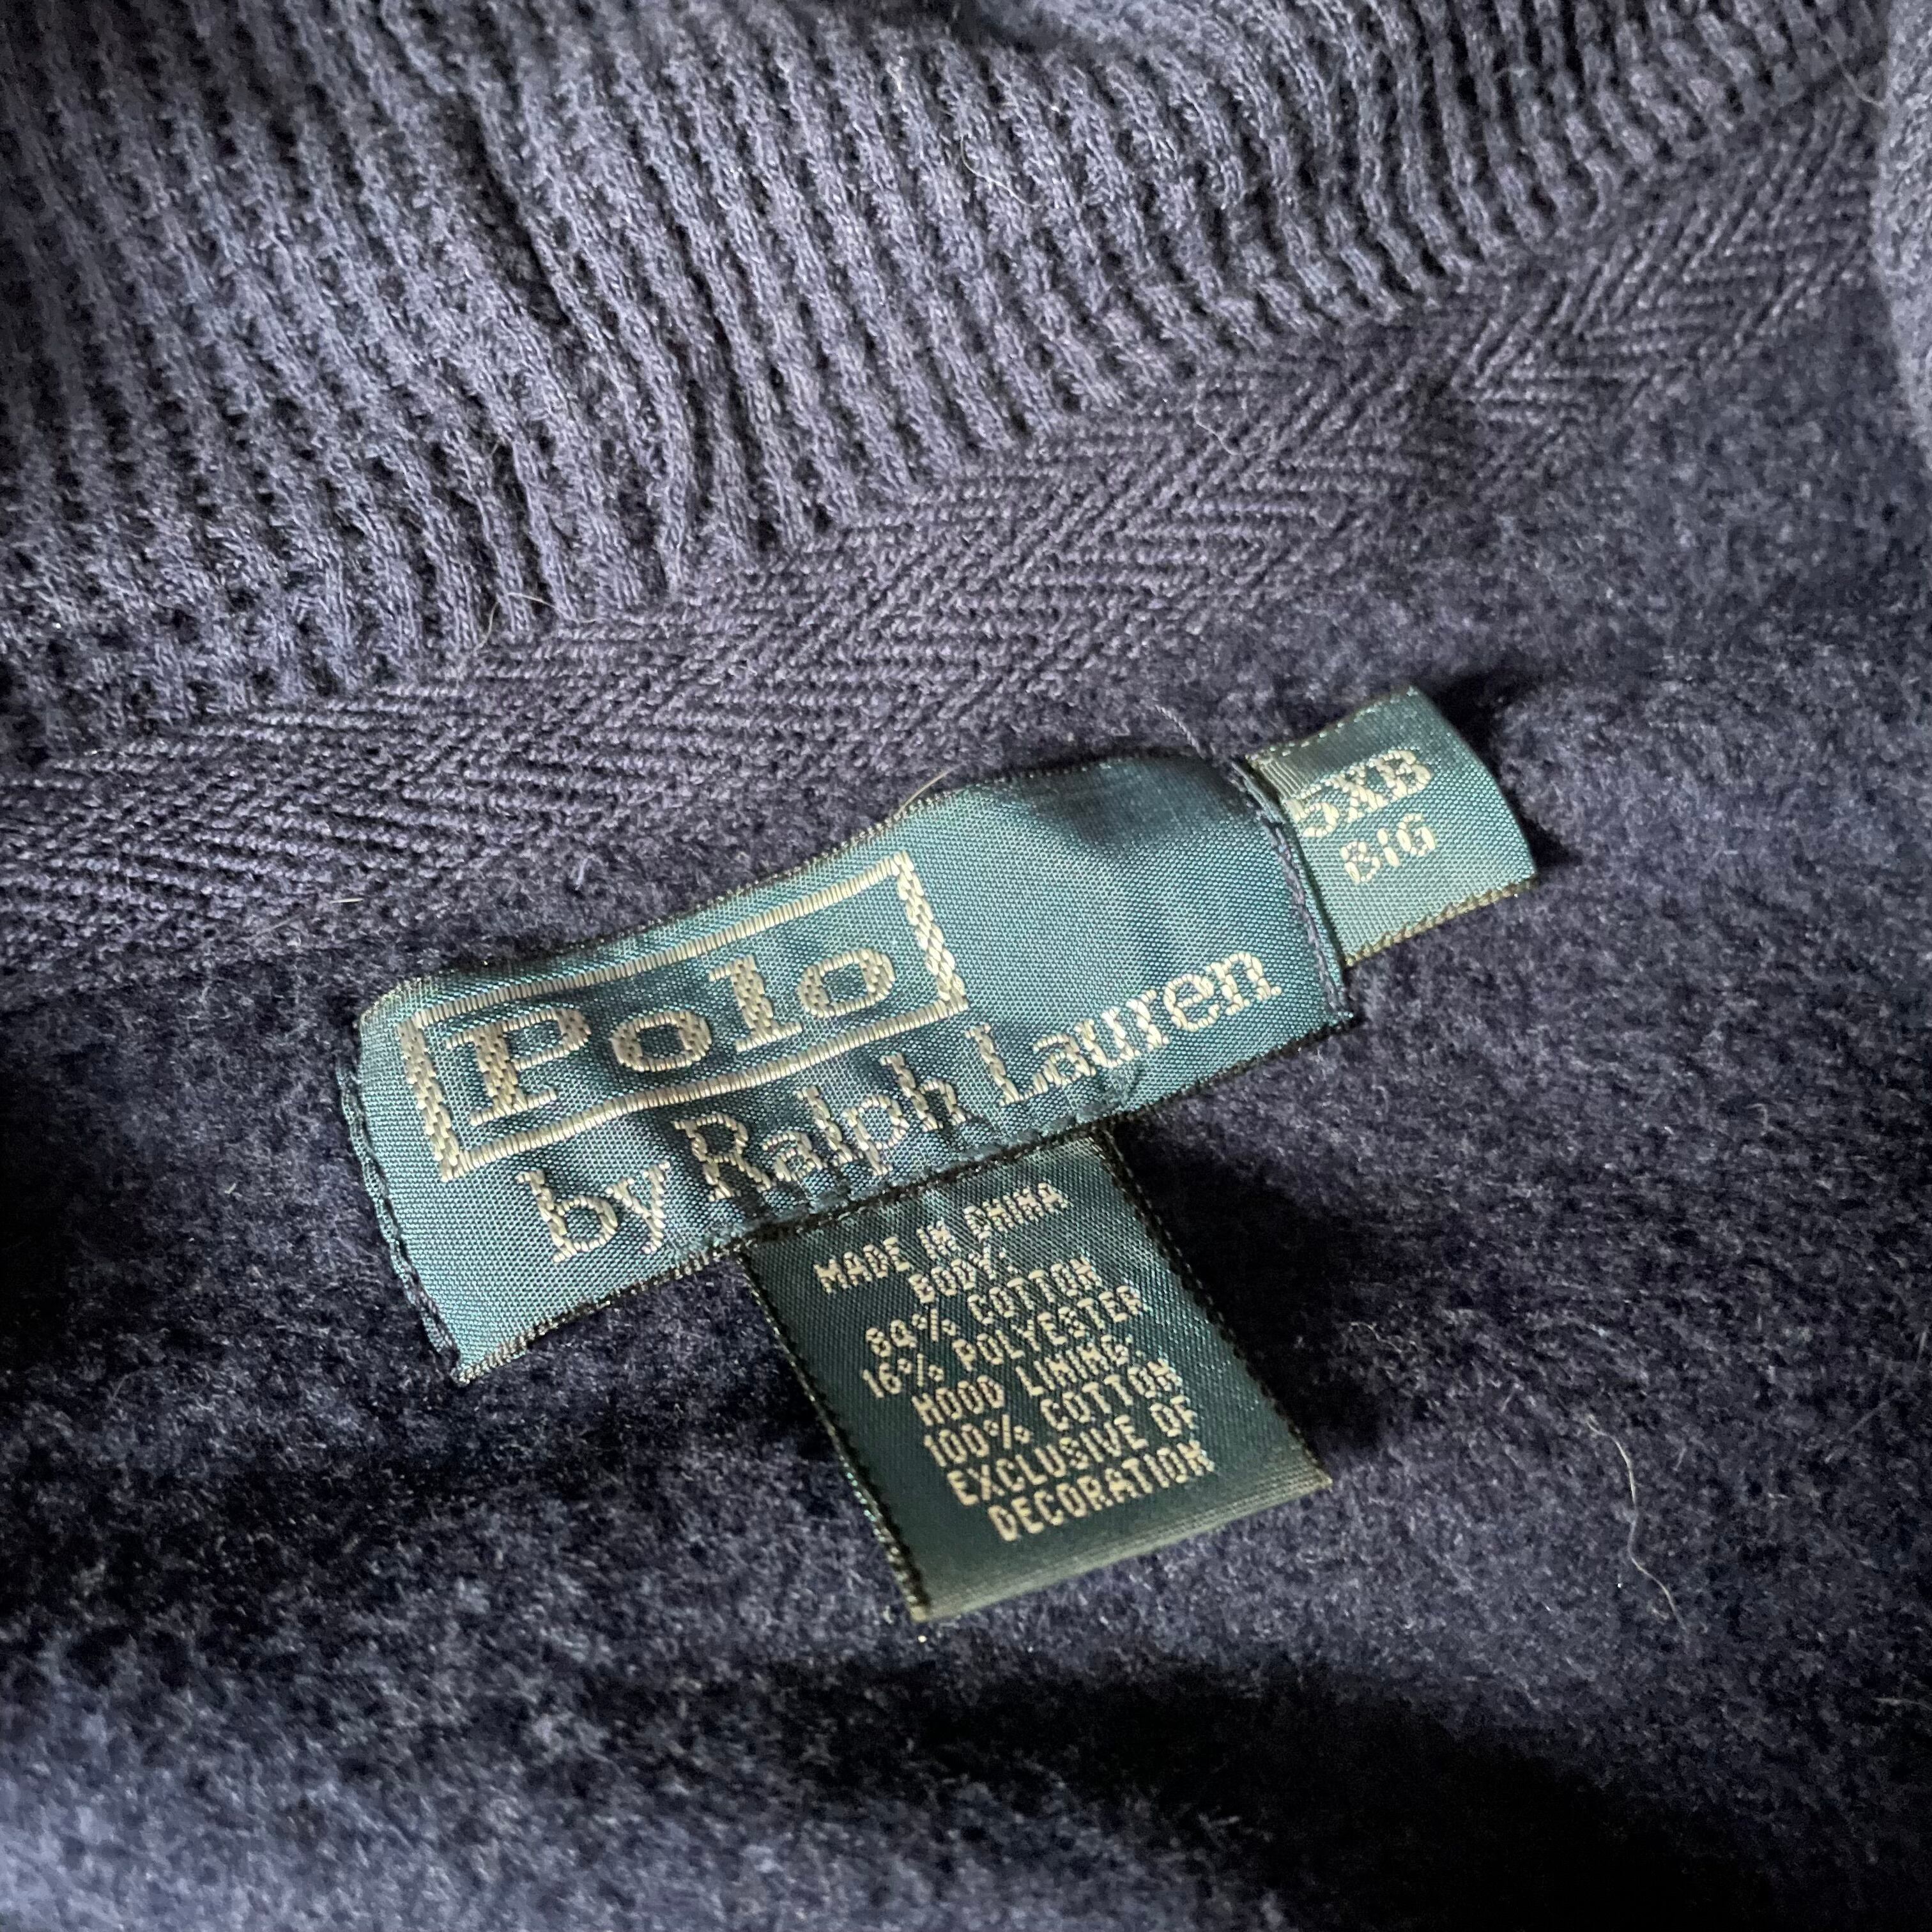 5XB
BIG
Polo
by Ralph Lauren
MADE IN CHINA
BODY:
84% COTTON
16% POLYESTER
HOOD LINING:
100% COTTON
EXCLUSIVE OF
DECORATION